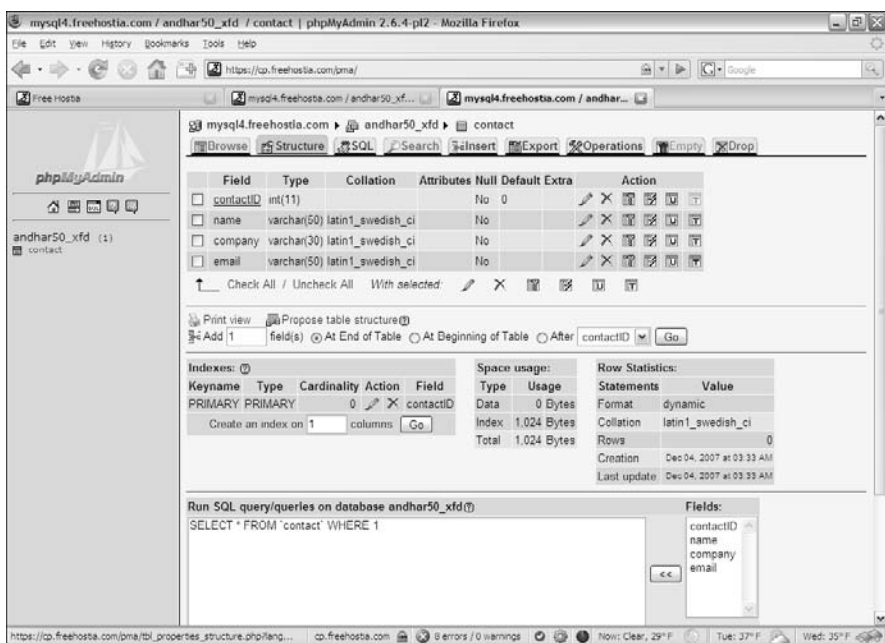 mysql4.freehostia.com / andhar50_xfd / contact | phpMyAdmin 2.6.4-pl2 - Mozilla Firefox
File Edit View History Bookmarks Tools Help
https://cp.freehostia.com/pma/
Google
Free Hostia
mysql4.freehostia.com / andhar50_xf...
mysql4.freehostia.com / andhar...
mysql4.freehostia.com ▸ andhar50_xfd ▸ contact
Browse Structure SQL Search Insert Export Operations Empty Drop
phpMyAdmin
andhar50_xfd (1)
contact
Field Type Collation Attributes Null Default Extra Action
contactID int(11) No 0
name varchar(50) latin1_swedish_ci No
company varchar(30) latin1_swedish_ci No
email varchar(50) latin1_swedish_ci No
Check All / Uncheck All With selected:
Print view Propose table structure
Add 1 field(s) At End of Table At Beginning of Table After contactID Go
Indexes:
Keyname Type Cardinality Action Field
PRIMARY PRIMARY 0 contactID
Create an index on 1 columns Go
Space usage:
Type Usage
Data 0 Bytes
Index 1,024 Bytes
Total 1,024 Bytes
Row Statistics:
Statements Value
Format dynamic
Collation latin1_swedish_ci
Rows 0
Creation Dec 04, 2007 at 03:33 AM
Last update Dec 04, 2007 at 03:33 AM
Run SQL query/queries on database andhar50_xfd
SELECT * FROM `contact` WHERE 1
Fields:
contactID
name
company
email
<<
https://cp.freehostia.com/pma/tbl_properties_structure.php?lang...
cp.freehostia.com 8 errors / 0 warnings Now: Clear, 29° F Tue: 37° F Wed: 35° F